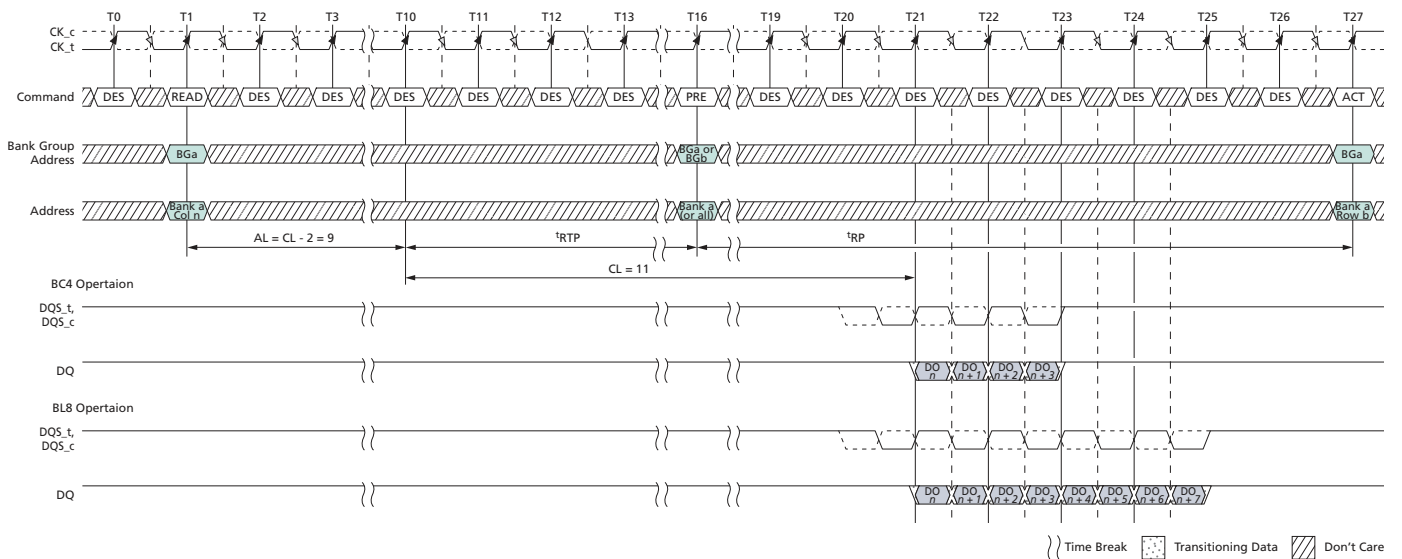 T0 T1 T2 T3 T10 T11 T12 T13 T16 T19 T20 T21 T22 T23 T24 T25 T26 T27
CK_c
CK_t
Command DES READ DES DES DES DES DES DES PRE DES DES DES DES DES DES DES DES ACT
Bank Group
Address
BGa
BGa or
BGb
BGa
Address
Bank a
Col n
Bank a
(or all)
Bank a
Row b
AL = CL - 2 = 9
tRTP
tRP
CL = 11
BC4 Opertaion
DQS_t,
DQS_c
DQ
DO
n
DO
n + 1
DO
n + 2
DO
n + 3
BL8 Opertaion
DQS_t,
DQS_c
DQ
DO
n
DO
n + 1
DO
n + 2
DO
n + 3
DO
n + 4
DO
n + 5
DO
n + 6
DO
n + 7
Time Break Transitioning Data Don't Care